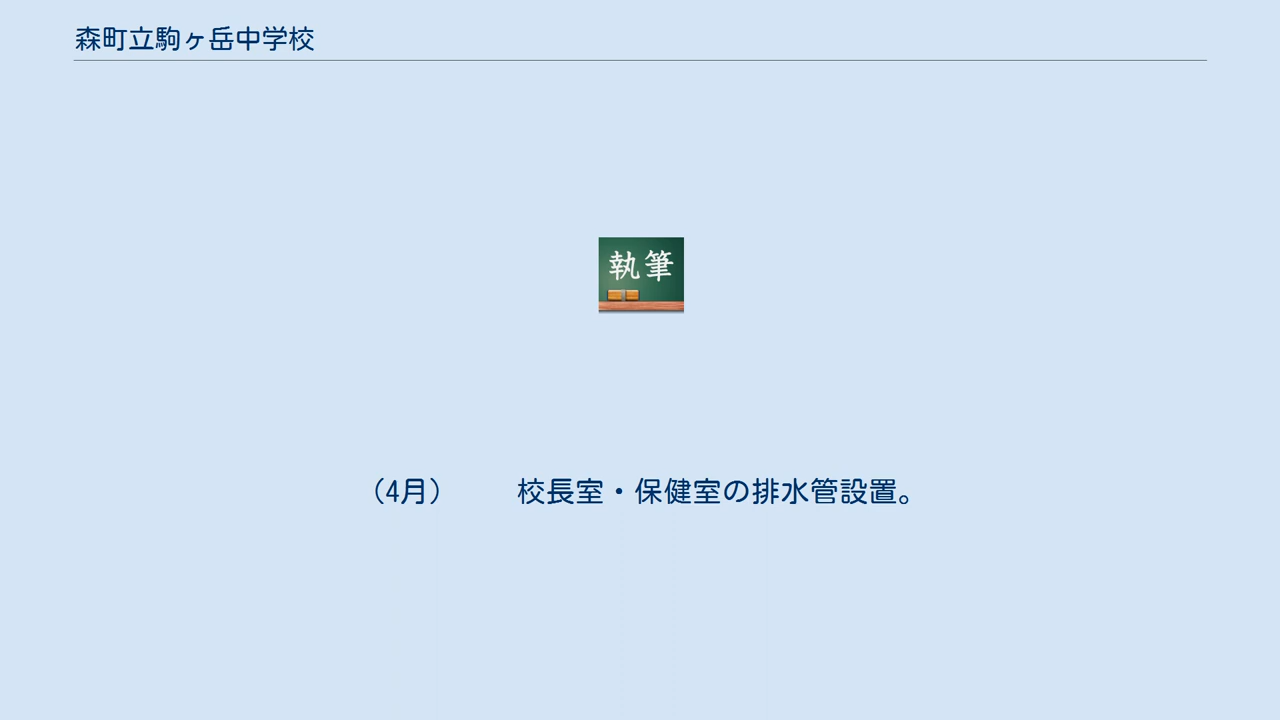 森町立駒ヶ岳中学校
執筆
（4月）　　校長室・保健室の排水管設置。